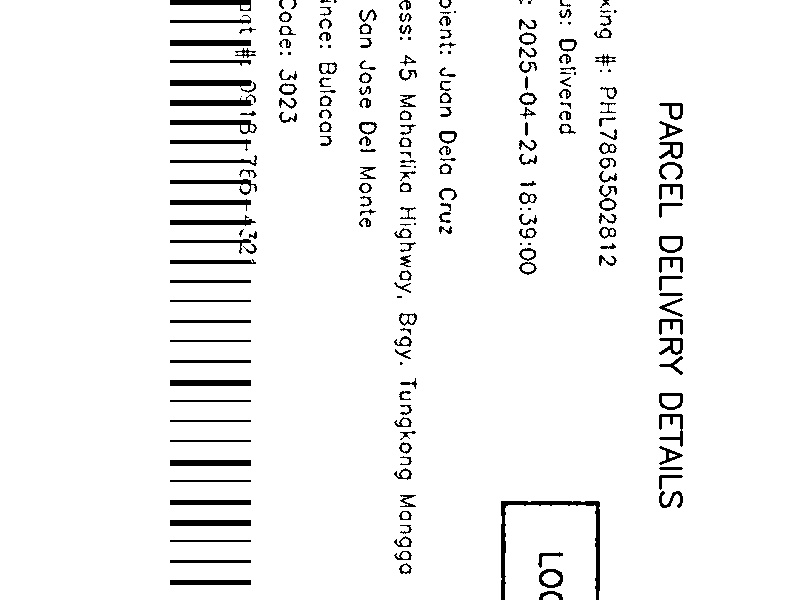 PARCEL DELIVERY DETAILS
king #: PHL7863502812
us: Delivered
: 2025-04-23 18:39:00
LOG
pient: Juan Dela Cruz
ess: 45 Maharlika Highway, Brgy. Tungkong Mangga
San Jose Del Monte
ince: Bulacan
Code: 3023